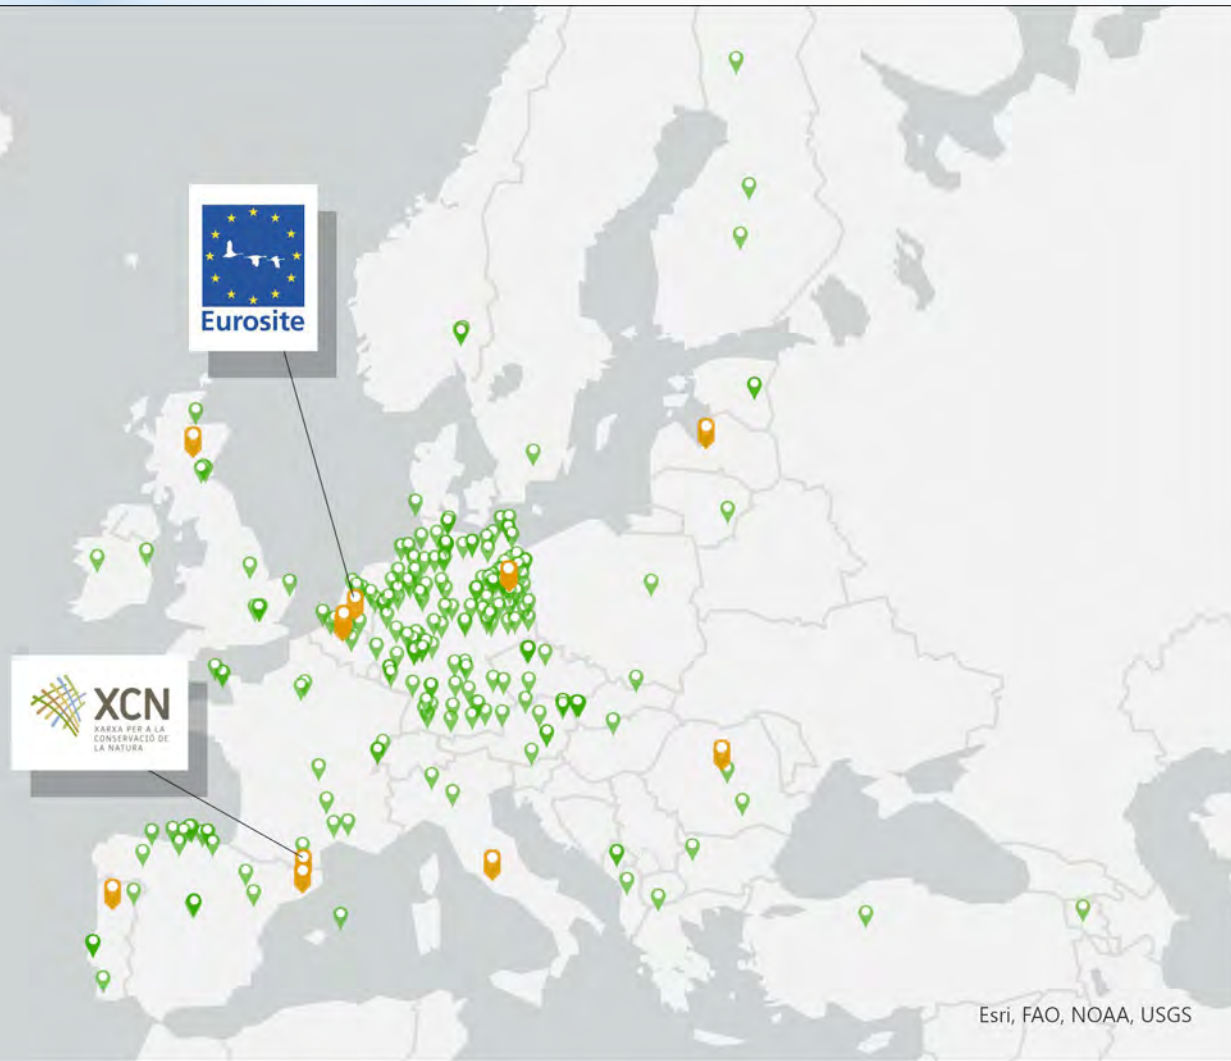 Eurosite
XCN
XARXA PER A LA
CONSERVACIÓ DE
LA NATURA
Esri, FAO, NOAA, USGS